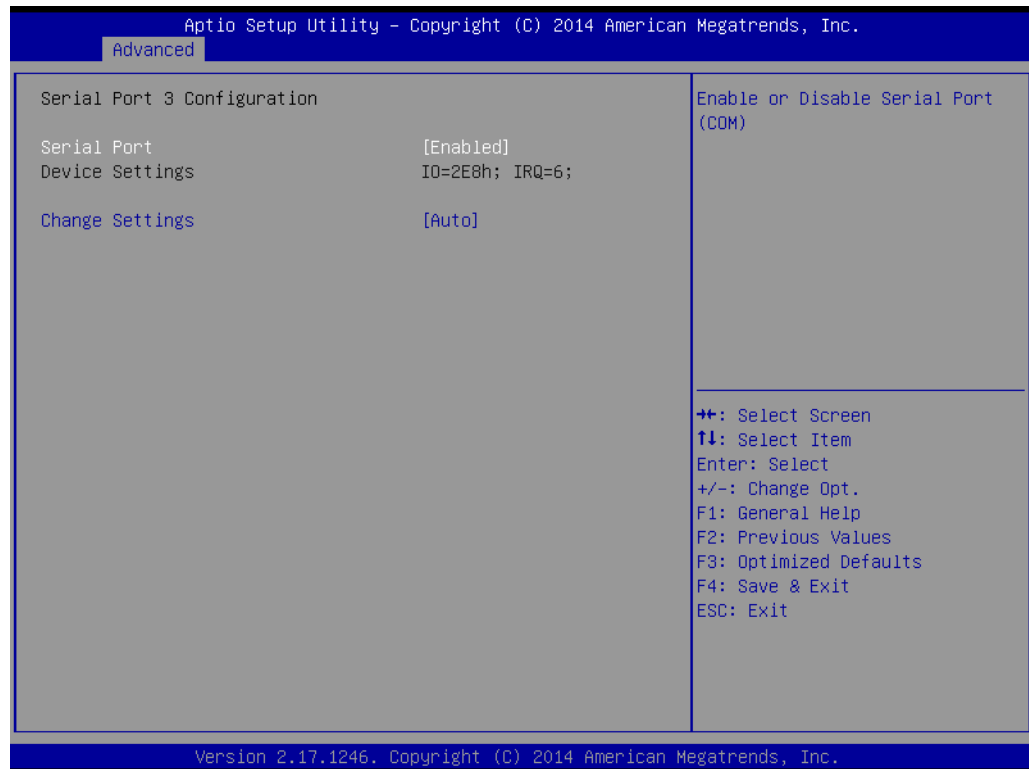 Aptio Setup Utility – Copyright (C) 2014 American Megatrends, Inc.
Advanced
Serial Port 3 Configuration
Serial Port [Enabled]
Device Settings IO=2E8h; IRQ=6;
Change Settings [Auto]
Enable or Disable Serial Port
(COM)
→←: Select Screen
↑↓: Select Item
Enter: Select
+/-: Change Opt.
F1: General Help
F2: Previous Values
F3: Optimized Defaults
F4: Save & Exit
ESC: Exit
Version 2.17.1246. Copyright (C) 2014 American Megatrends, Inc.